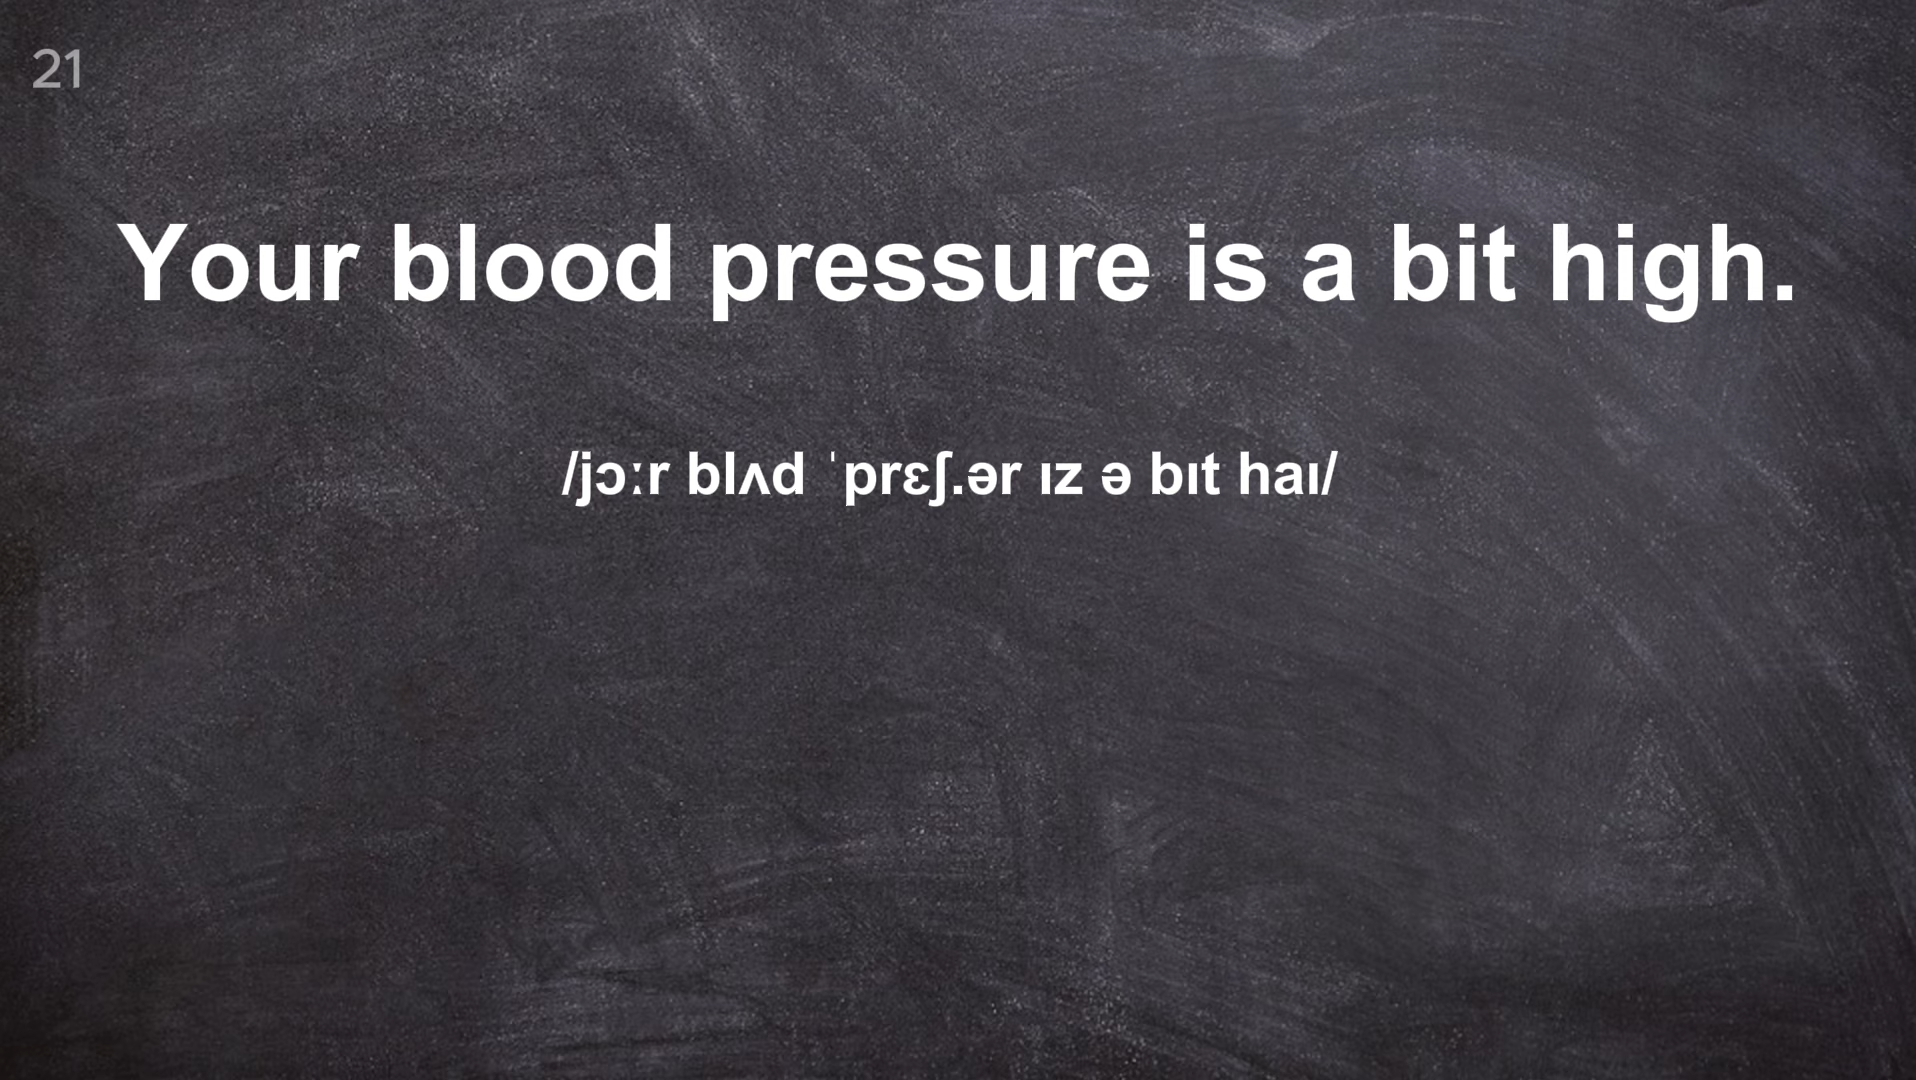 21
Your blood pressure is a bit high.
/jɔːr blʌd ˈprɛʃ.ər ɪz ə bɪt haɪ/